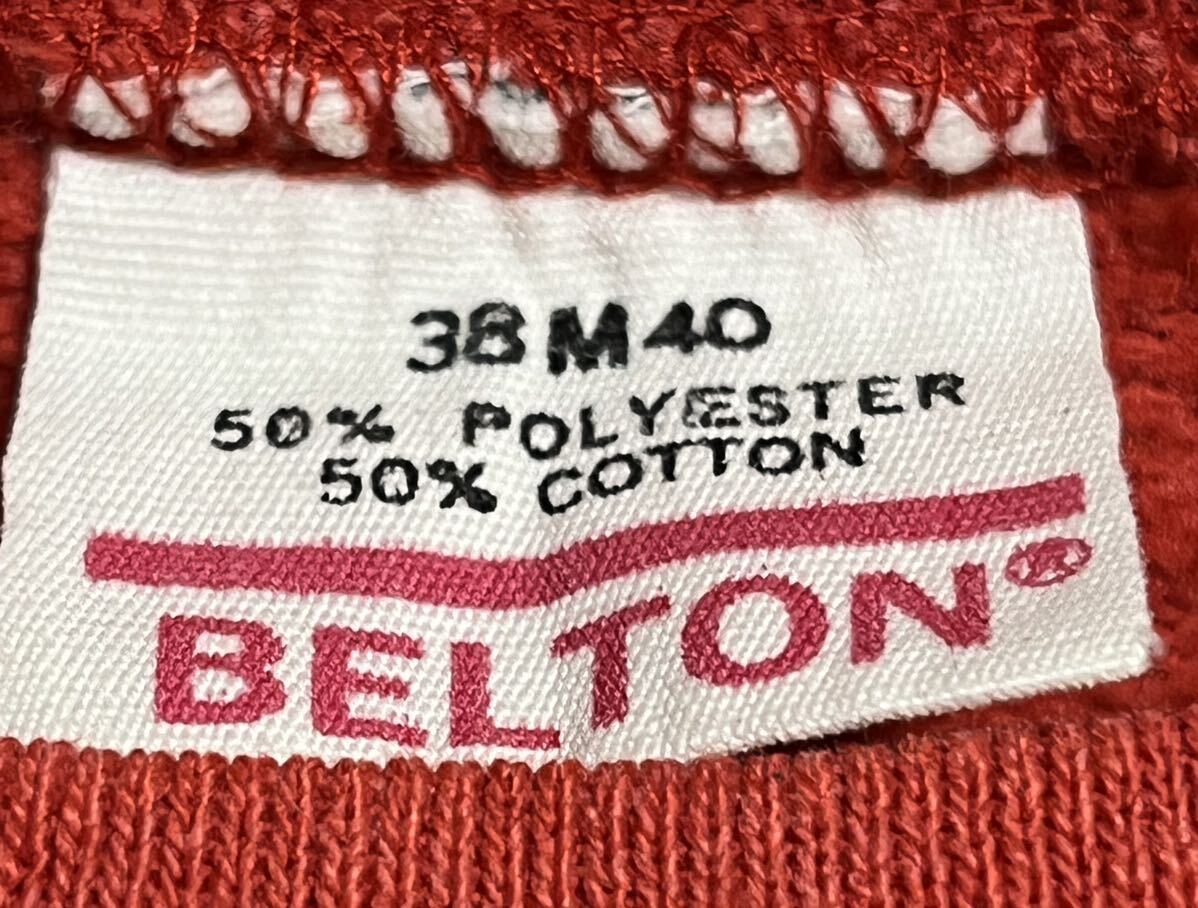 38 M 40
50% POLYESTER
50% COTTON
BELTON®